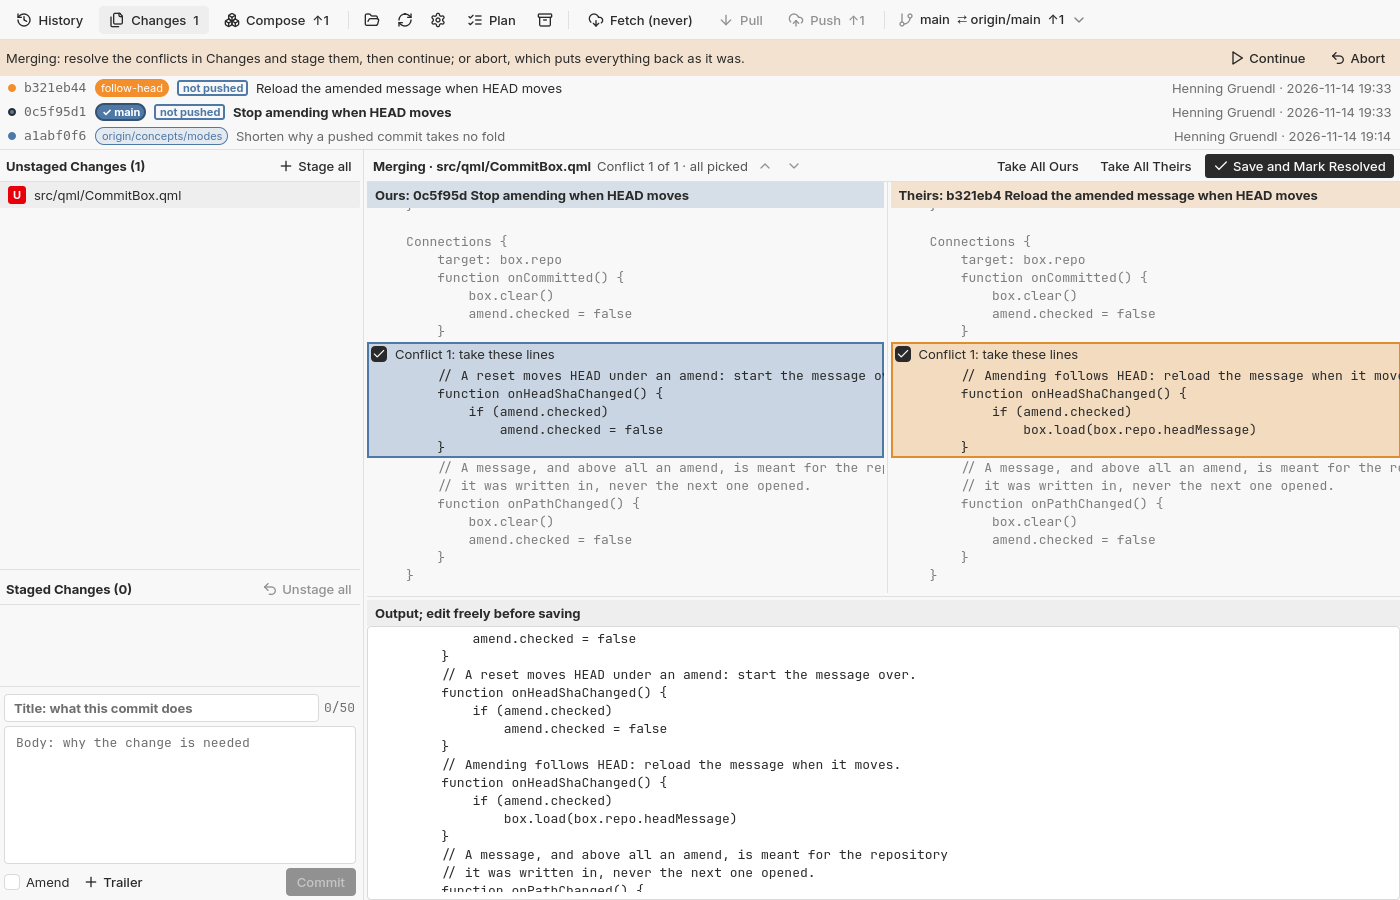 History
Changes 1
Compose ↑1
Plan
Fetch (never)
Pull
Push ↑1
main ⇄ origin/main ↑1
Merging: resolve the conflicts in Changes and stage them, then continue; or abort, which puts everything back as it was.
Continue
Abort
b321eb44 follow-head not pushed Reload the amended message when HEAD moves Henning Gruendl · 2026-11-14 19:33
0c5f95d1 ✓ main not pushed Stop amending when HEAD moves Henning Gruendl · 2026-11-14 19:33
a1abf0f6 origin/concepts/modes Shorten why a pushed commit takes no fold Henning Gruendl · 2026-11-14 19:14
Unstaged Changes (1)
+ Stage all
U src/qml/CommitBox.qml
Staged Changes (0)
Unstage all
Title: what this commit does
0/50
Body: why the change is needed
Amend
+ Trailer
Commit
Merging · src/qml/CommitBox.qml Conflict 1 of 1 · all picked
Take All Ours
Take All Theirs
Save and Mark Resolved
Ours: 0c5f95d Stop amending when HEAD moves
}
Connections {
target: box.repo
function onCommitted() {
box.clear()
amend.checked = false
}
Conflict 1: take these lines
// A reset moves HEAD under an amend: start the message
function onHeadShaChanged() {
if (amend.checked)
amend.checked = false
}
// A message, and above all an amend, is meant for the
// it was written in, never the next one opened.
function onPathChanged() {
box.clear()
amend.checked = false
}
}
Theirs: b321eb4 Reload the amended message when HEAD moves
}
Connections {
target: box.repo
function onCommitted() {
box.clear()
amend.checked = false
}
Conflict 1: take these lines
// Amending follows HEAD: reload the message when it
function onHeadShaChanged() {
if (amend.checked)
box.load(box.repo.headMessage)
}
// A message, and above all an amend, is meant for the
// it was written in, never the next one opened.
function onPathChanged() {
box.clear()
amend.checked = false
}
}
Output; edit freely before saving
amend.checked = false
}
// A reset moves HEAD under an amend: start the message over.
function onHeadShaChanged() {
if (amend.checked)
amend.checked = false
}
// Amending follows HEAD: reload the message when it moves.
function onHeadShaChanged() {
if (amend.checked)
box.load(box.repo.headMessage)
}
// A message, and above all an amend, is meant for the repository
// it was written in, never the next one opened.
function onPathChanged() {